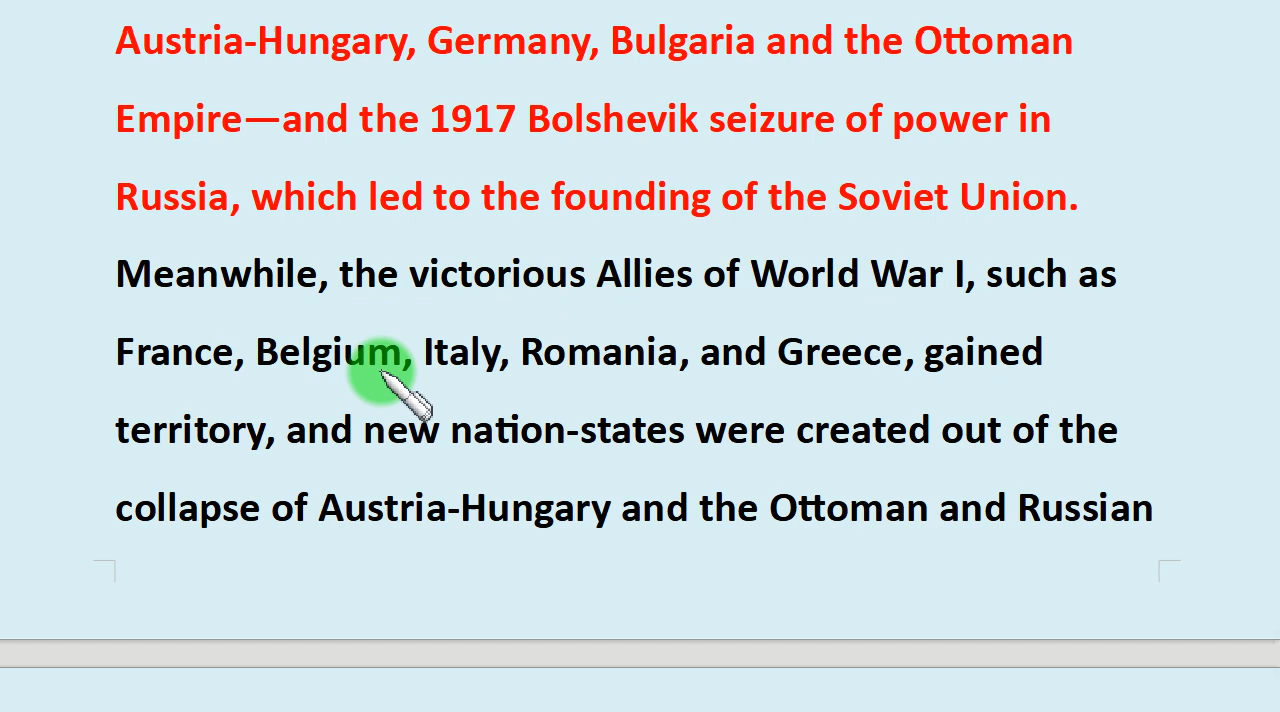 Austria-Hungary, Germany, Bulgaria and the Ottoman
Empire—and the 1917 Bolshevik seizure of power in
Russia, which led to the founding of the Soviet Union.
Meanwhile, the victorious Allies of World War I, such as
France, Belgium, Italy, Romania, and Greece, gained
territory, and new nation-states were created out of the
collapse of Austria-Hungary and the Ottoman and Russian